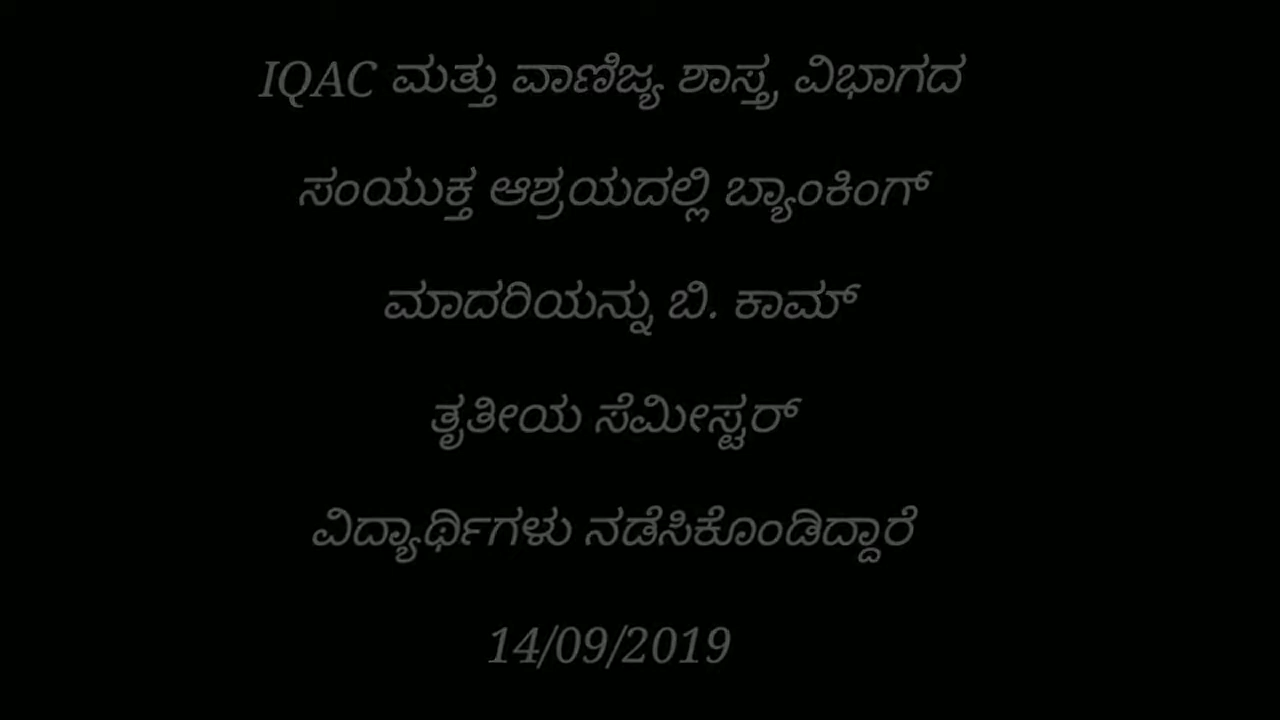 IQAC ಮತ್ತು ವಾಣಿಜ್ಯ ಶಾಸ್ತ್ರ ವಿಭಾಗದ
ಸಂಯುಕ್ತ ಆಶ್ರಯದಲ್ಲಿ ಬ್ಯಾಂಕಿಂಗ್
ಮಾದರಿಯನ್ನು ಬಿ. ಕಾಮ್
ತೃತೀಯ ಸೆಮೀಸ್ಟರ್
ವಿದ್ಯಾರ್ಥಿಗಳು ನಡೆಸಿಕೊಂಡಿದ್ದಾರೆ
14/09/2019